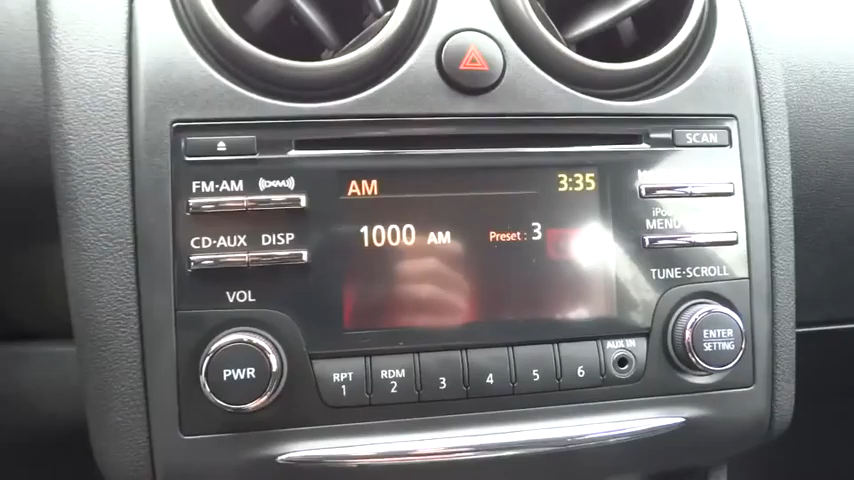 SCAN
FM·AM (XM)
AM 3:35
iPod
MENU
1000 AM Preset: 3
CD·AUX DISP
VOL
TUNE·SCROLL
PWR
ENTER
SETTING
AUX IN
RPT
1
RDM
2
3
4
5
6